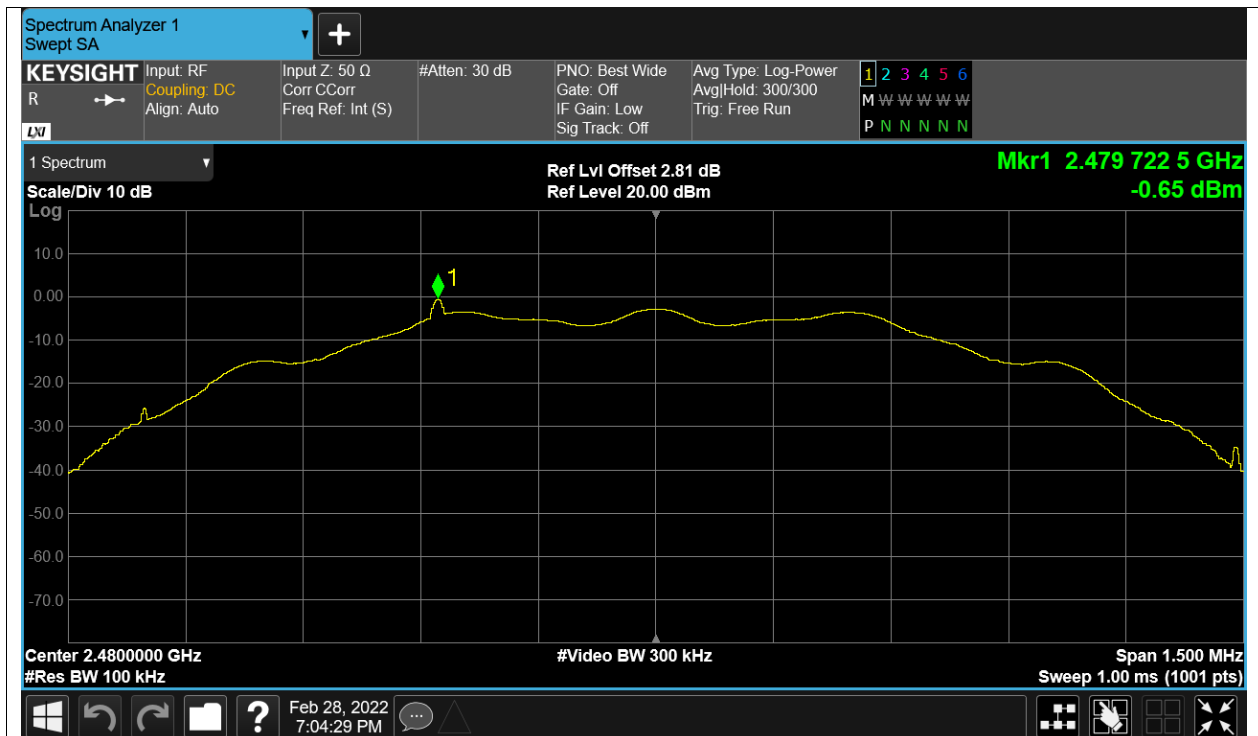 Spectrum Analyzer 1
Swept SA
KEYSIGHT
R
LXI
Input: RF
Coupling: DC
Align: Auto
Input Z: 50 Ω
Corr CCorr
Freq Ref: Int (S)
#Atten: 30 dB
PNO: Best Wide
Gate: Off
IF Gain: Low
Sig Track: Off
Avg Type: Log-Power
Avg|Hold: 300/300
Trig: Free Run
1 2 3 4 5 6
M W W W W W
P N N N N N
1 Spectrum
Scale/Div 10 dB
Log
Ref Lvl Offset 2.81 dB
Ref Level 20.00 dBm
Mkr1 2.479 722 5 GHz
-0.65 dBm
1
10.0
0.00
-10.0
-20.0
-30.0
-40.0
-50.0
-60.0
-70.0
Center 2.4800000 GHz
#Res BW 100 kHz
#Video BW 300 kHz
Span 1.500 MHz
Sweep 1.00 ms (1001 pts)
?
Feb 28, 2022
7:04:29 PM